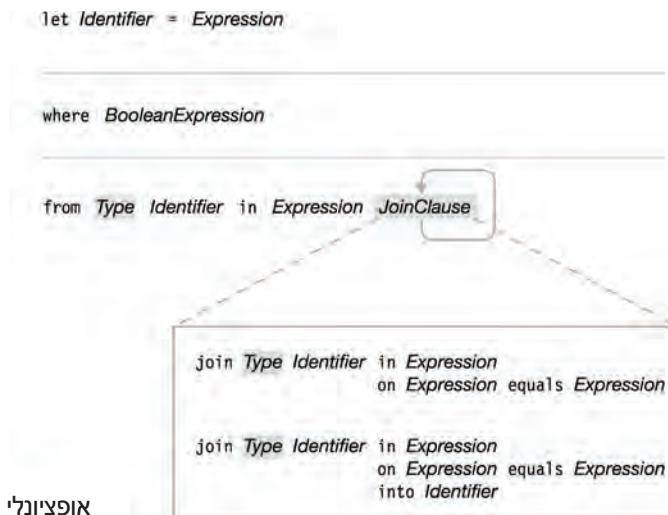 let Identifier = Expression
where BooleanExpression
from Type Identifier in Expression JoinClause
join Type Identifier in Expression
on Expression equals Expression
join Type Identifier in Expression
on Expression equals Expression
into Identifier
אופציונלי